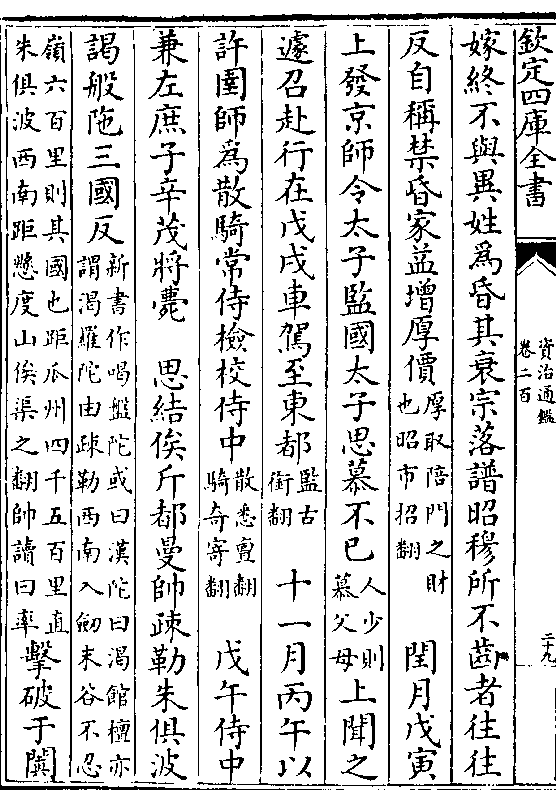 欽定四庫全書
資治通鑑
卷二百
二十九
嫁終不與異姓為昏其衰宗落譜昭穆所不齒者往往
反自稱禁昏家益增厚價厚取陪門之財也昭市招翻 閏月戊寅
上發京師令太子監國太子思慕不已人少則慕父母上聞之
遽召赴行在戊戌車駕至東都監古銜翻 十一月丙午以
許圉師為散騎常侍檢校侍中散悉亶翻騎奇寄翻 戊午侍中
兼左庶子辛茂將薨 思結俟斤都曼帥疎勒朱俱波
謁般陁三國反新書作喝盤陀或曰漢陀曰渴館檀亦謂渴羅陀由疎勒西南入劒末谷不忍
嶺六百里則其國也距瓜州四千五百里直朱俱波西南距懸度山俟渠之翻帥讀曰率擊破于闐